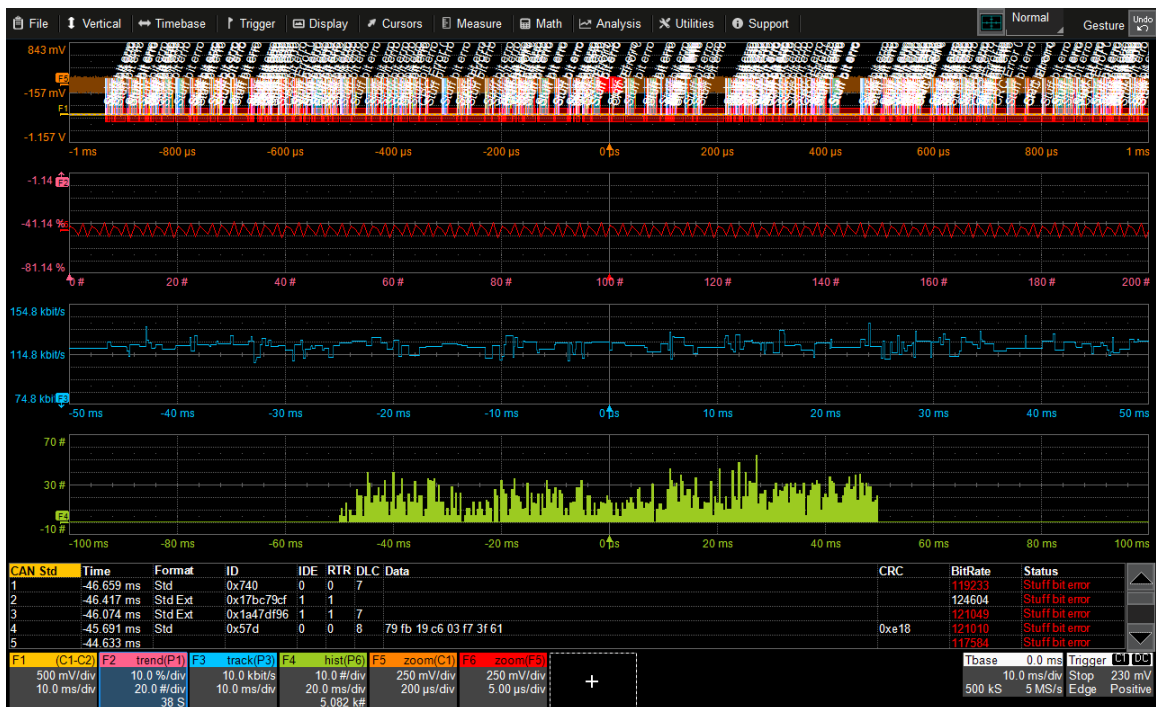 File Vertical Timebase Trigger Display Cursors Measure Math Analysis Utilities Support Normal Gesture Undo
843 mV
F5
-157 mV
F1
-1.157 V
-1 ms -800 µs -600 µs -400 µs -200 µs 0 µs 200 µs 400 µs 600 µs 800 µs 1 ms
-1.14 F2
-41.14 %
-81.14 %
0 # 20 # 40 # 60 # 80 # 100 # 120 # 140 # 160 # 180 # 200 #
154.8 kbit/s
114.8 kbit/s
74.8 kbi F3
-50 ms -40 ms -30 ms -20 ms -10 ms 0 µs 10 ms 20 ms 30 ms 40 ms 50 ms
70 #
30 #
F4
-10 #
-100 ms -80 ms -60 ms -40 ms -20 ms 0 µs 20 ms 40 ms 60 ms 80 ms 100 ms
CAN Std Time Format ID IDE RTR DLC Data CRC BitRate Status
1 -46.659 ms Std 0x740 0 0 7 119233 Stuff bit error
2 -46.417 ms Std Ext 0x17bc79cf 1 1 124604 Stuff bit error
3 -46.074 ms Std Ext 0x1a47df96 1 1 7 121049 Stuff bit error
4 -45.691 ms Std 0x57d 0 0 8 79 fb 19 c6 03 f7 3f 61 0xe18 121010 Stuff bit error
5 -44.633 ms 117584 Stuff bit error
F1 (C1-C2) F2 trend(P1) F3 track(P3) F4 hist(P6) F5 zoom(C1) F6 zoom(F5) Tbase 0.0 ms Trigger C1 DC
500 mV/div 10.0 %/div 10.0 kbit/s 10.0 #/div 250 mV/div 250 mV/div + 10.0 ms/div Stop 230 mV
10.0 ms/div 20.0 #/div 10.0 ms/div 20.0 ms/div 200 µs/div 5.00 µs/div 500 kS 5 MS/s Edge Positive
38 S 5.082 k#